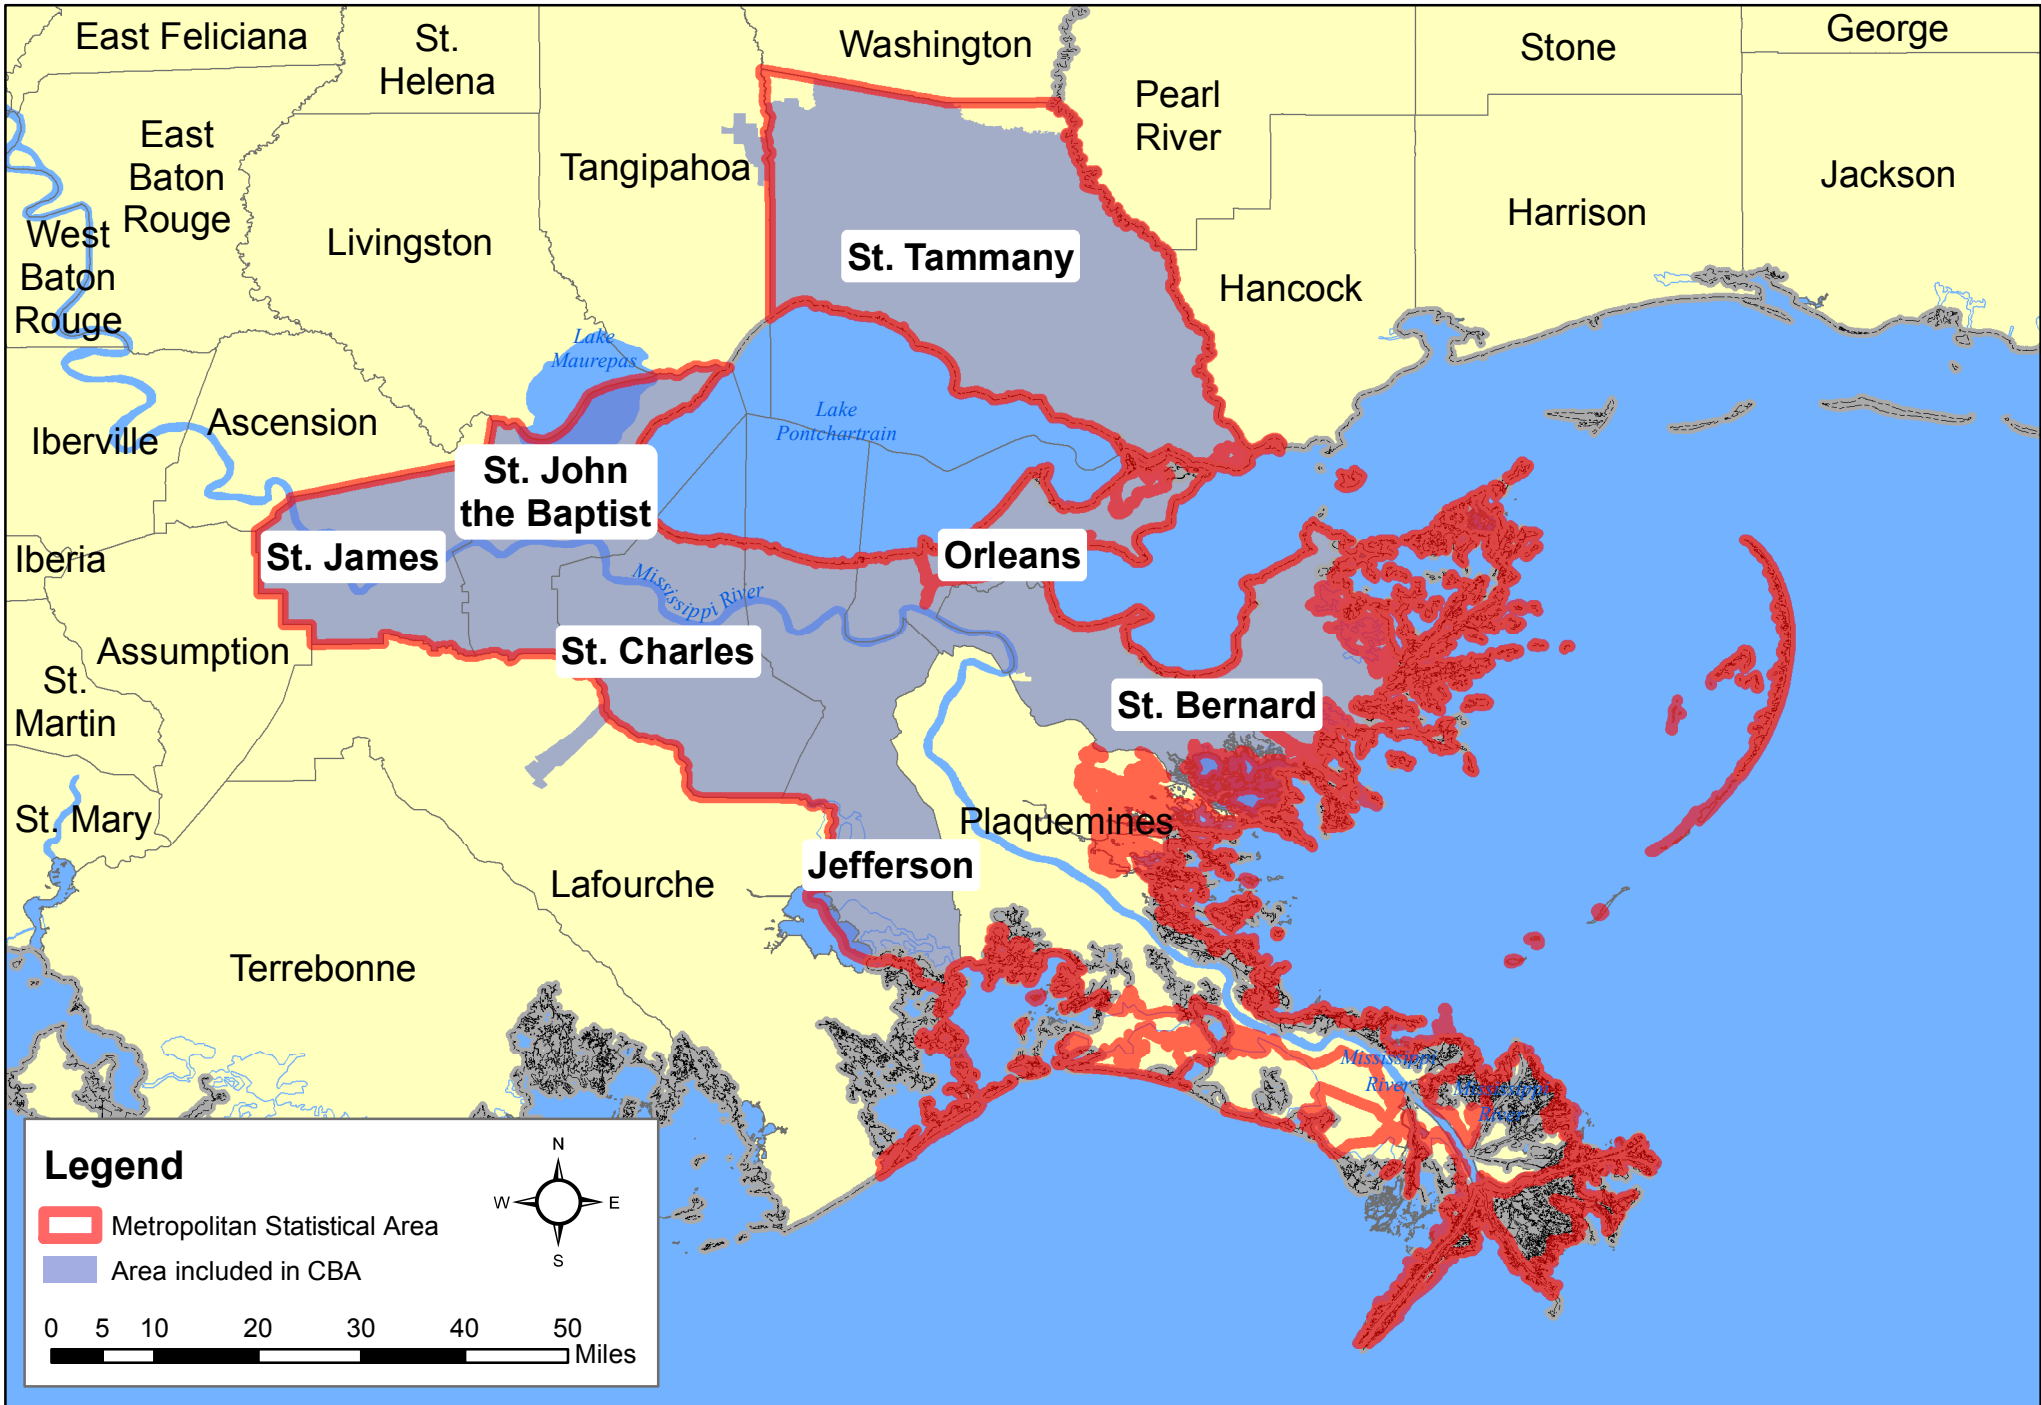 East Feliciana
St.
Helena
Washington
Stone
George
Pearl
River
East
Baton
Rouge
Tangipahoa
Jackson
Harrison
West
Baton
Rouge
Livingston
St. Tammany
Hancock
Lake
Maurepas
Lake
Pontchartrain
Iberville
Ascension
St. John
the Baptist
St. James
Orleans
Iberia
Mississippi River
Assumption
St. Charles
St.
Martin
St. Bernard
St. Mary
Plaquemines
Jefferson
Lafourche
Terrebonne
Mississippi
River
Mississippi
River
Legend
N
W
E
S
Metropolitan Statistical Area
Area included in CBA
0 5 10 20 30 40 50
Miles